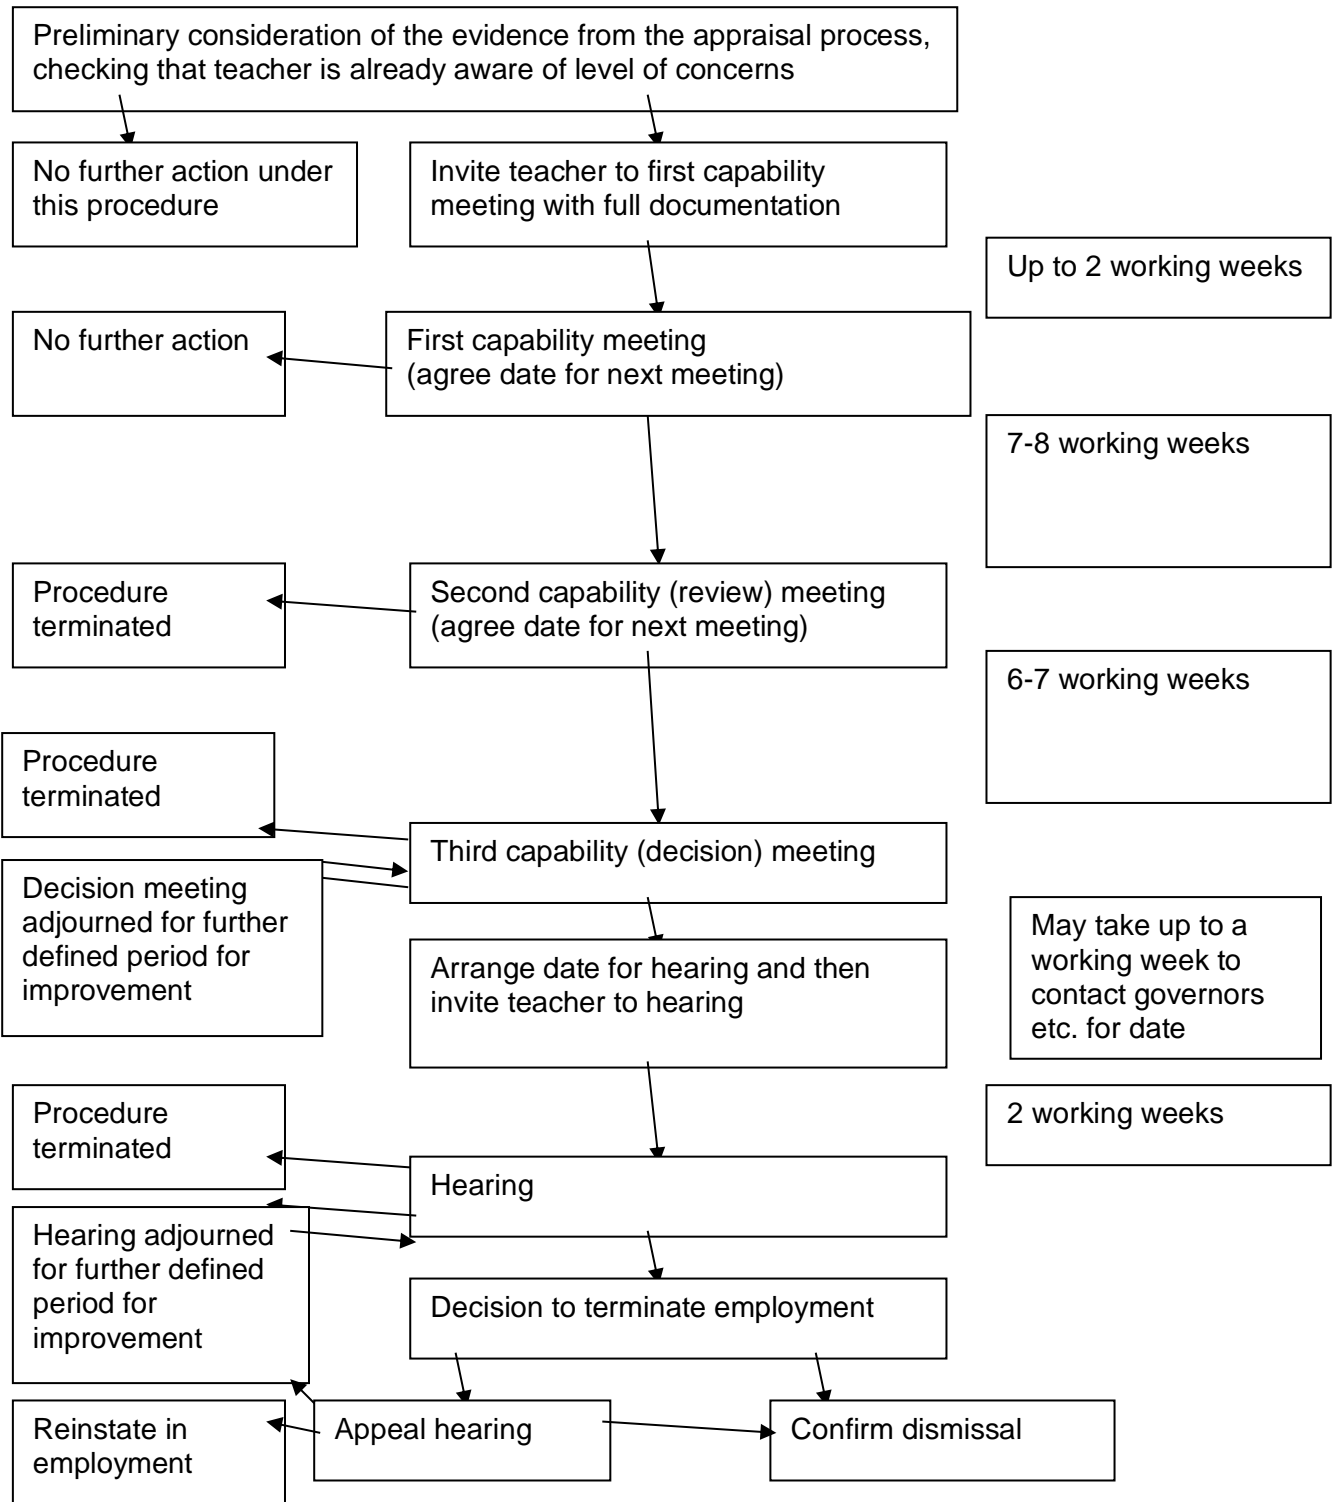 Preliminary consideration of the evidence from the appraisal process,
checking that teacher is already aware of level of concerns
No further action under
this procedure
Invite teacher to first capability
meeting with full documentation
Up to 2 working weeks
No further action
First capability meeting
(agree date for next meeting)
7-8 working weeks
Procedure
terminated
Second capability (review) meeting
(agree date for next meeting)
6-7 working weeks
Procedure
terminated
Third capability (decision) meeting
Decision meeting
adjourned for further
defined period for
improvement
May take up to a
working week to
contact governors
etc. for date
Arrange date for hearing and then
invite teacher to hearing
Procedure
terminated
2 working weeks
Hearing
Hearing adjourned
for further defined
period for
improvement
Decision to terminate employment
Reinstate in
employment
Appeal hearing
Confirm dismissal